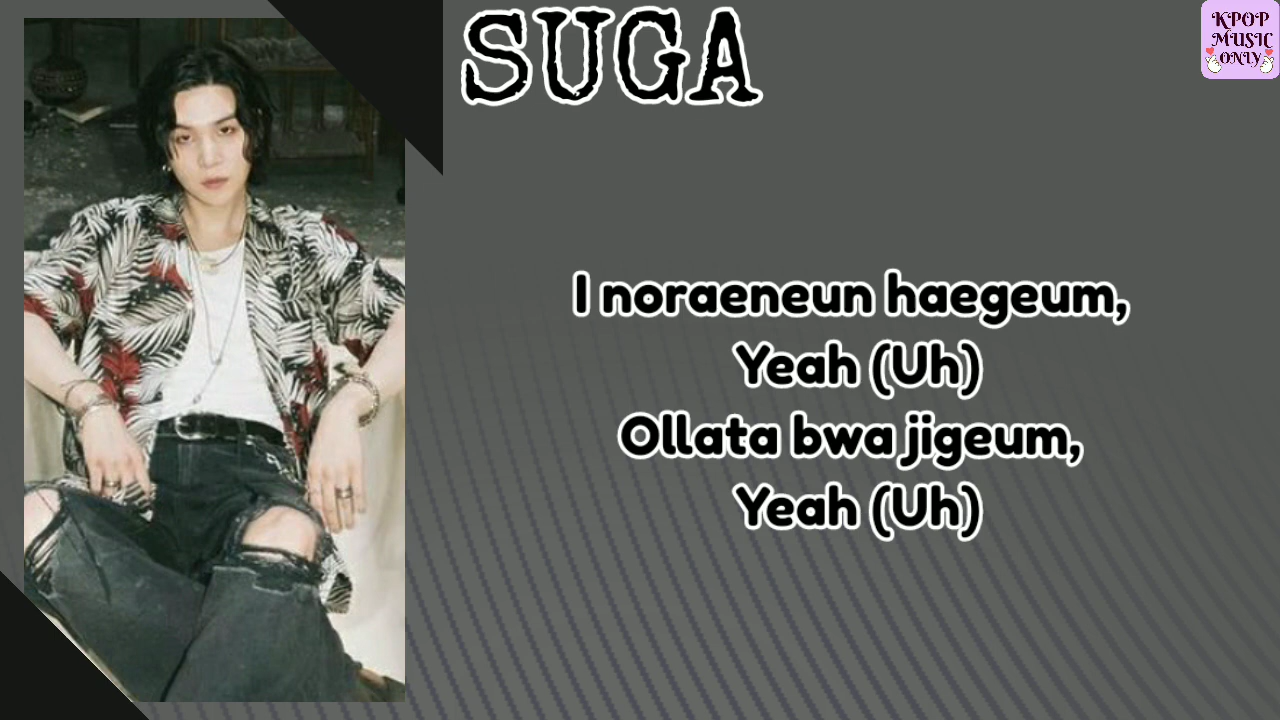 SUGA
KPOP
MUSIC
ONLY
I noraeneun haegeum,
Yeah (Uh)
Ollata bwa jigeum,
Yeah (Uh)